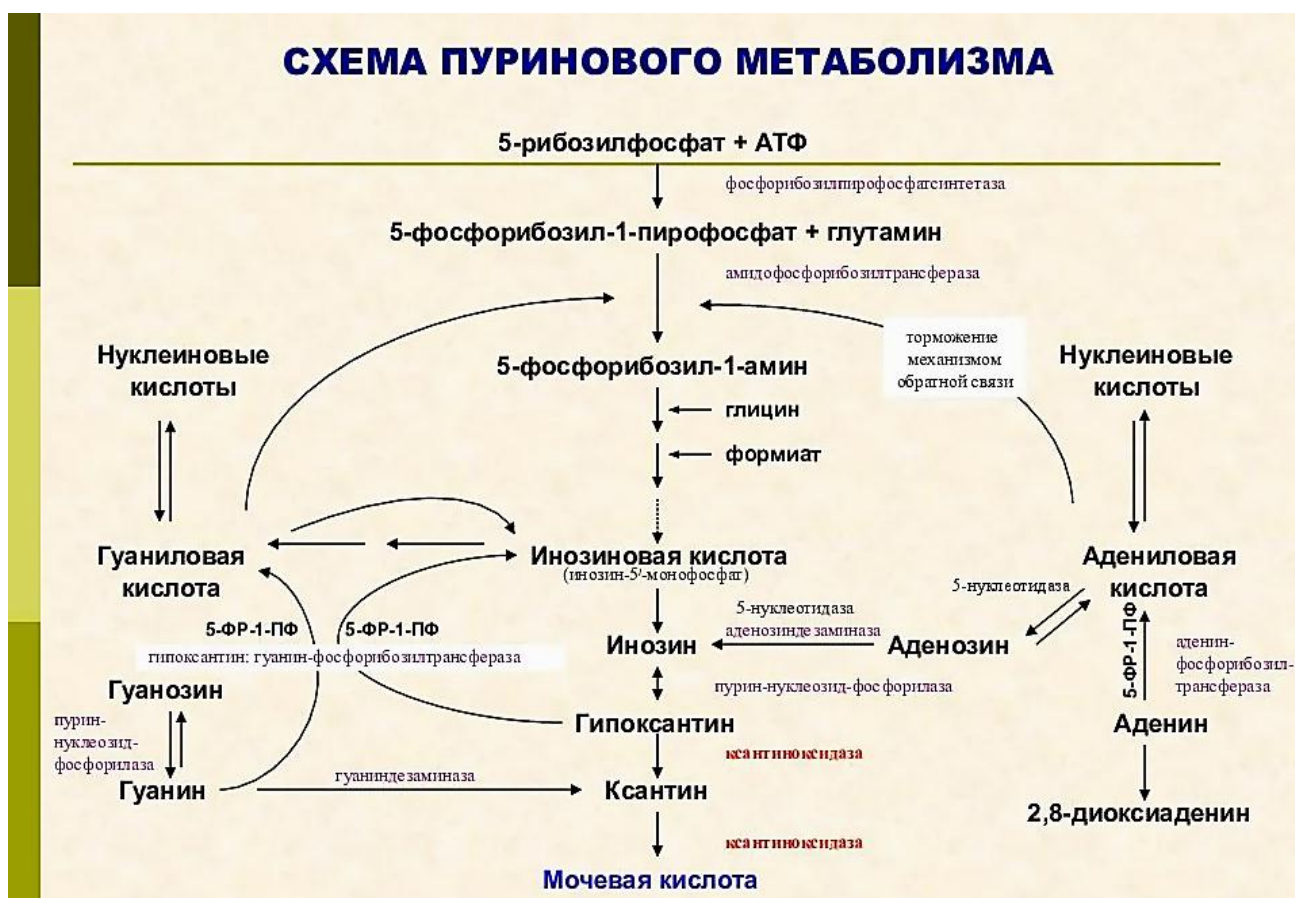 СХЕМА ПУРИНОВОГО МЕТАБОЛИЗМА
5-рибозилфосфат + АТФ
фосфорибозилпирофосфатсинтетаза
5-фосфорибозил-1-пирофосфат + глутамин
амидофосфорибозилтрансфераза
торможение
механизмом
обратной связи
Нуклеиновые
кислоты
5-фосфорибозил-1-амин
Нуклеиновые
кислоты
глицин
формиат
Гуаниловая
кислота
Инозиновая кислота
(инозин-5'-монофосфат)
Адениловая
кислота
5-нуклеотидаза
5-ФР-1-ПФ
5-ФР-1-ПФ
гипоксантин: гуанин-фосфорибозилтрансфераза
Инозин
5-нуклеотидаза
аденозиндезаминаза
Аденозин
5-ФР-1-ПФ
аденин-
фосфорибозил-
трансфераза
Гуанозин
пурин-нуклеозид-фосфорилаза
пурин-
нуклеозид-
фосфорилаза
Гипоксантин
Аденин
ксантиноксидаза
Гуанин
гуаниндезаминаза
Ксантин
2,8-диоксиаденин
ксантиноксидаза
Мочевая кислота